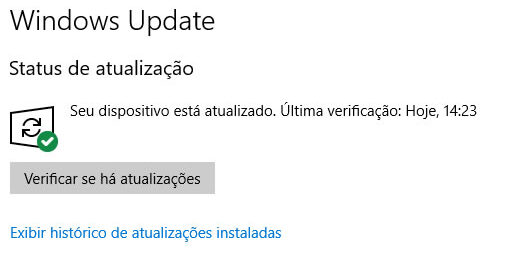 Windows Update
Status de atualização
Seu dispositivo está atualizado. Última verificação: Hoje, 14:23
Verificar se há atualizações
Exibir histórico de atualizações instaladas